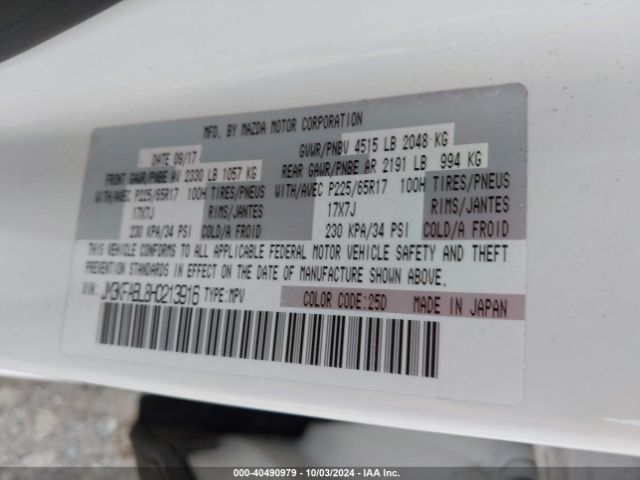 MFD. BY MAZDA MOTOR CORPORATION
DATE 09/17 GVWR/PNBV 4515 LB 2048 KG
FRONT GAWR/PNBE AV 2330 LB 1057 KG REAR GAWR/PNBE AR 2191 LB 994 KG
WITH/AVEC P225/65R17 100H TIRES/PNEUS WITH/AVEC P225/65R17 100H TIRES/PNEUS
17X7J RIMS/JANTES 17X7J RIMS/JANTES
230 KPA/34 PSI COLD/A FROID 230 KPA/34 PSI COLD/A FROID
THIS VEHICLE CONFORMS TO ALL APPLICABLE FEDERAL MOTOR VEHICLE SAFETY AND THEFT
PREVENTION STANDARDS IN EFFECT ON THE DATE OF MANUFACTURE SHOWN ABOVE.
VIN: JM3KFABL8H0213916 TYPE:MPV COLOR CODE:25D MADE IN JAPAN
000-40490979 - 10/03/2024 - IAA Inc.